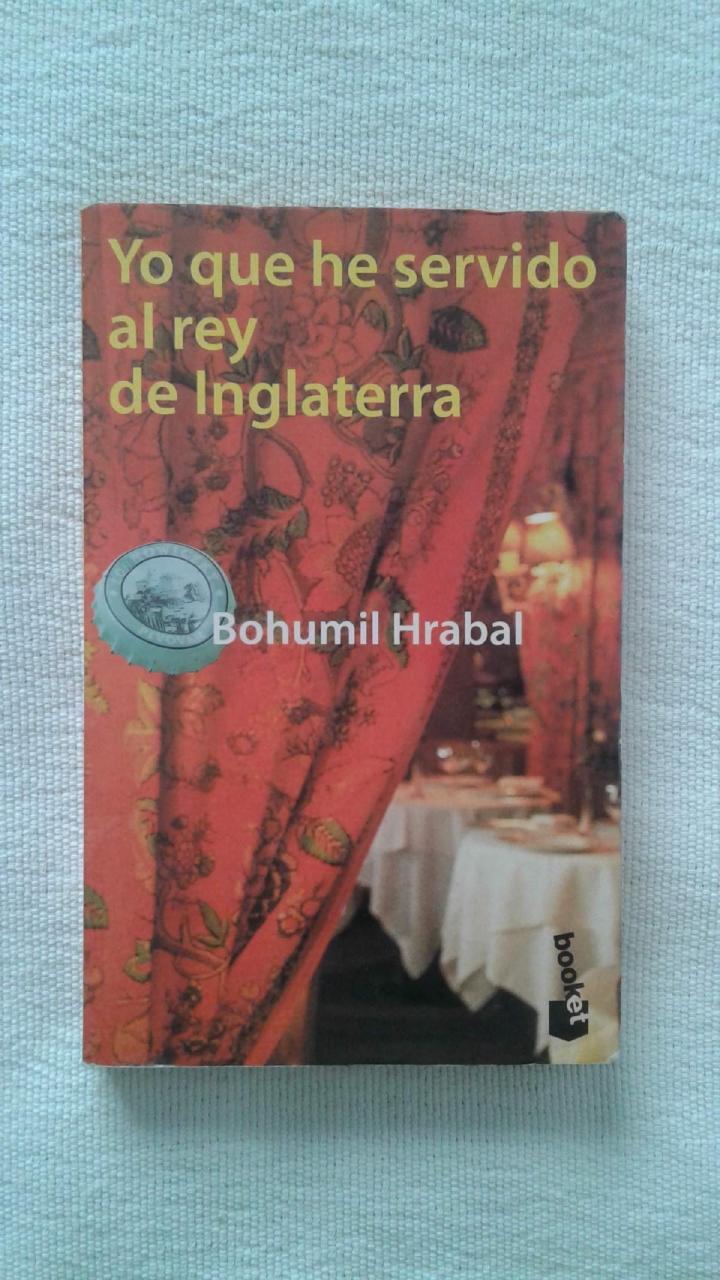 Yo que he servido
al rey
de Inglaterra
Bohumil Hrabal
booket